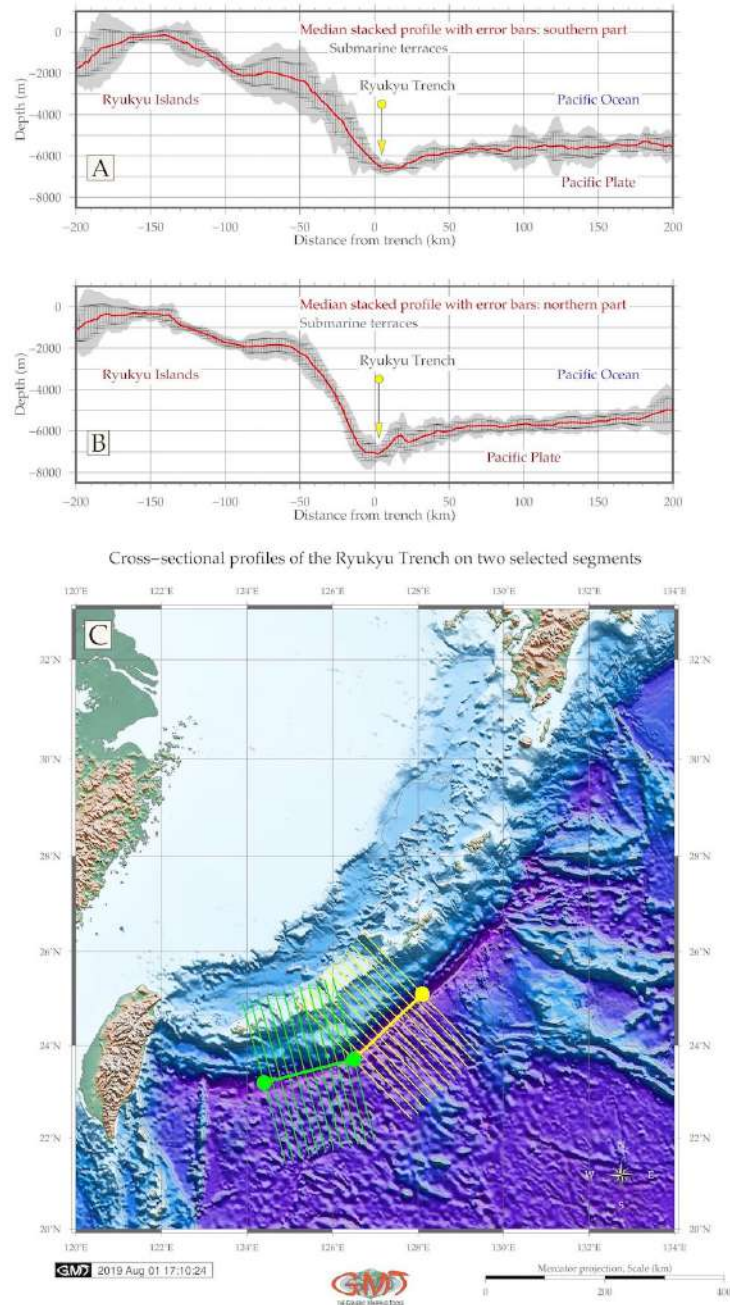 Median stacked profile with error bars: southern part
Submarine terraces
Ryukyu Trench
Ryukyu Islands
Pacific Ocean
Pacific Plate
A
Depth (m)
0
−2000
−4000
−6000
−8000
−200 −150 −100 −50 0 50 100 150 200
Distance from trench (km)
Median stacked profile with error bars: northern part
Submarine terraces
Ryukyu Trench
Ryukyu Islands
Pacific Ocean
Pacific Plate
B
Depth (m)
0
−2000
−4000
−6000
−8000
−200 −150 −100 −50 0 50 100 150 200
Distance from trench (km)
Cross−sectional profiles of the Ryukyu Trench on two selected segments
120˚E 122˚E 124˚E 126˚E 128˚E 130˚E 132˚E 134˚E
C
32˚N 32˚N
30˚N 30˚N
28˚N 28˚N
26˚N 26˚N
24˚N 24˚N
22˚N 22˚N
20˚N 20˚N
W E
S
120˚E 122˚E 124˚E 126˚E 128˚E 130˚E 132˚E 134˚E
GMT 2019 Aug 01 17:10:24
GMT
Mercator projection, Scale (km)
0 200 400